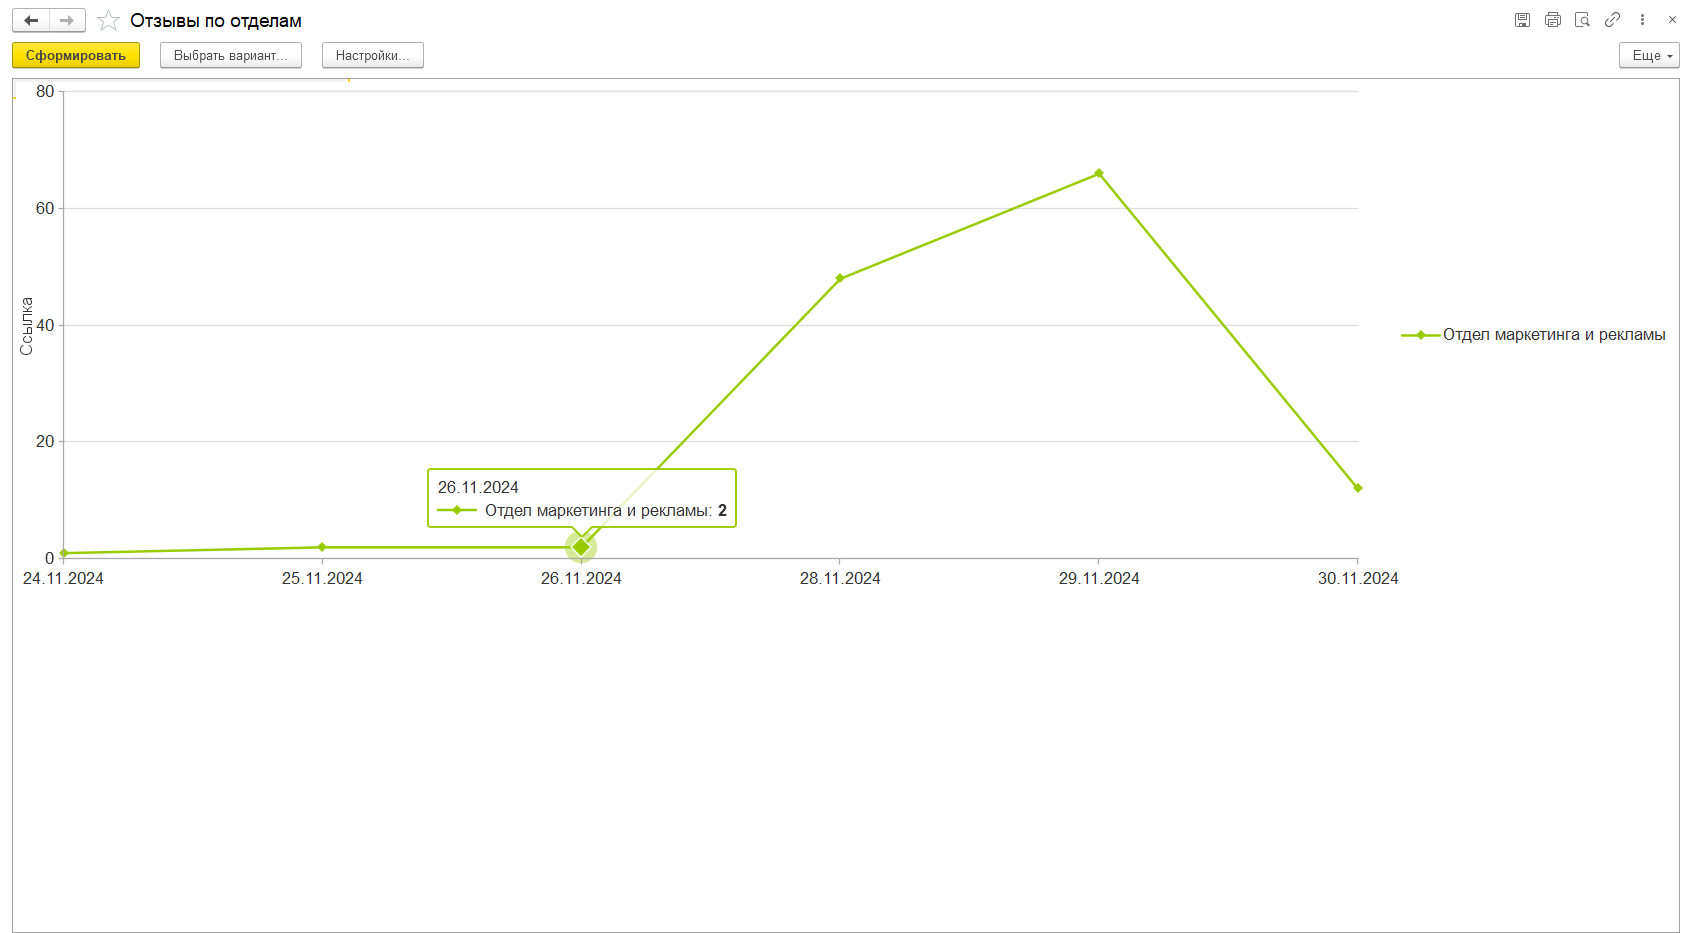 Отзывы по отделам
Сформировать
Выбрать вариант...
Настройки...
Еще
80
60
40
20
0
Ссылка
26.11.2024
Отдел маркетинга и рекламы: 2
Отдел маркетинга и рекламы
24.11.2024 25.11.2024 26.11.2024 28.11.2024 29.11.2024 30.11.2024